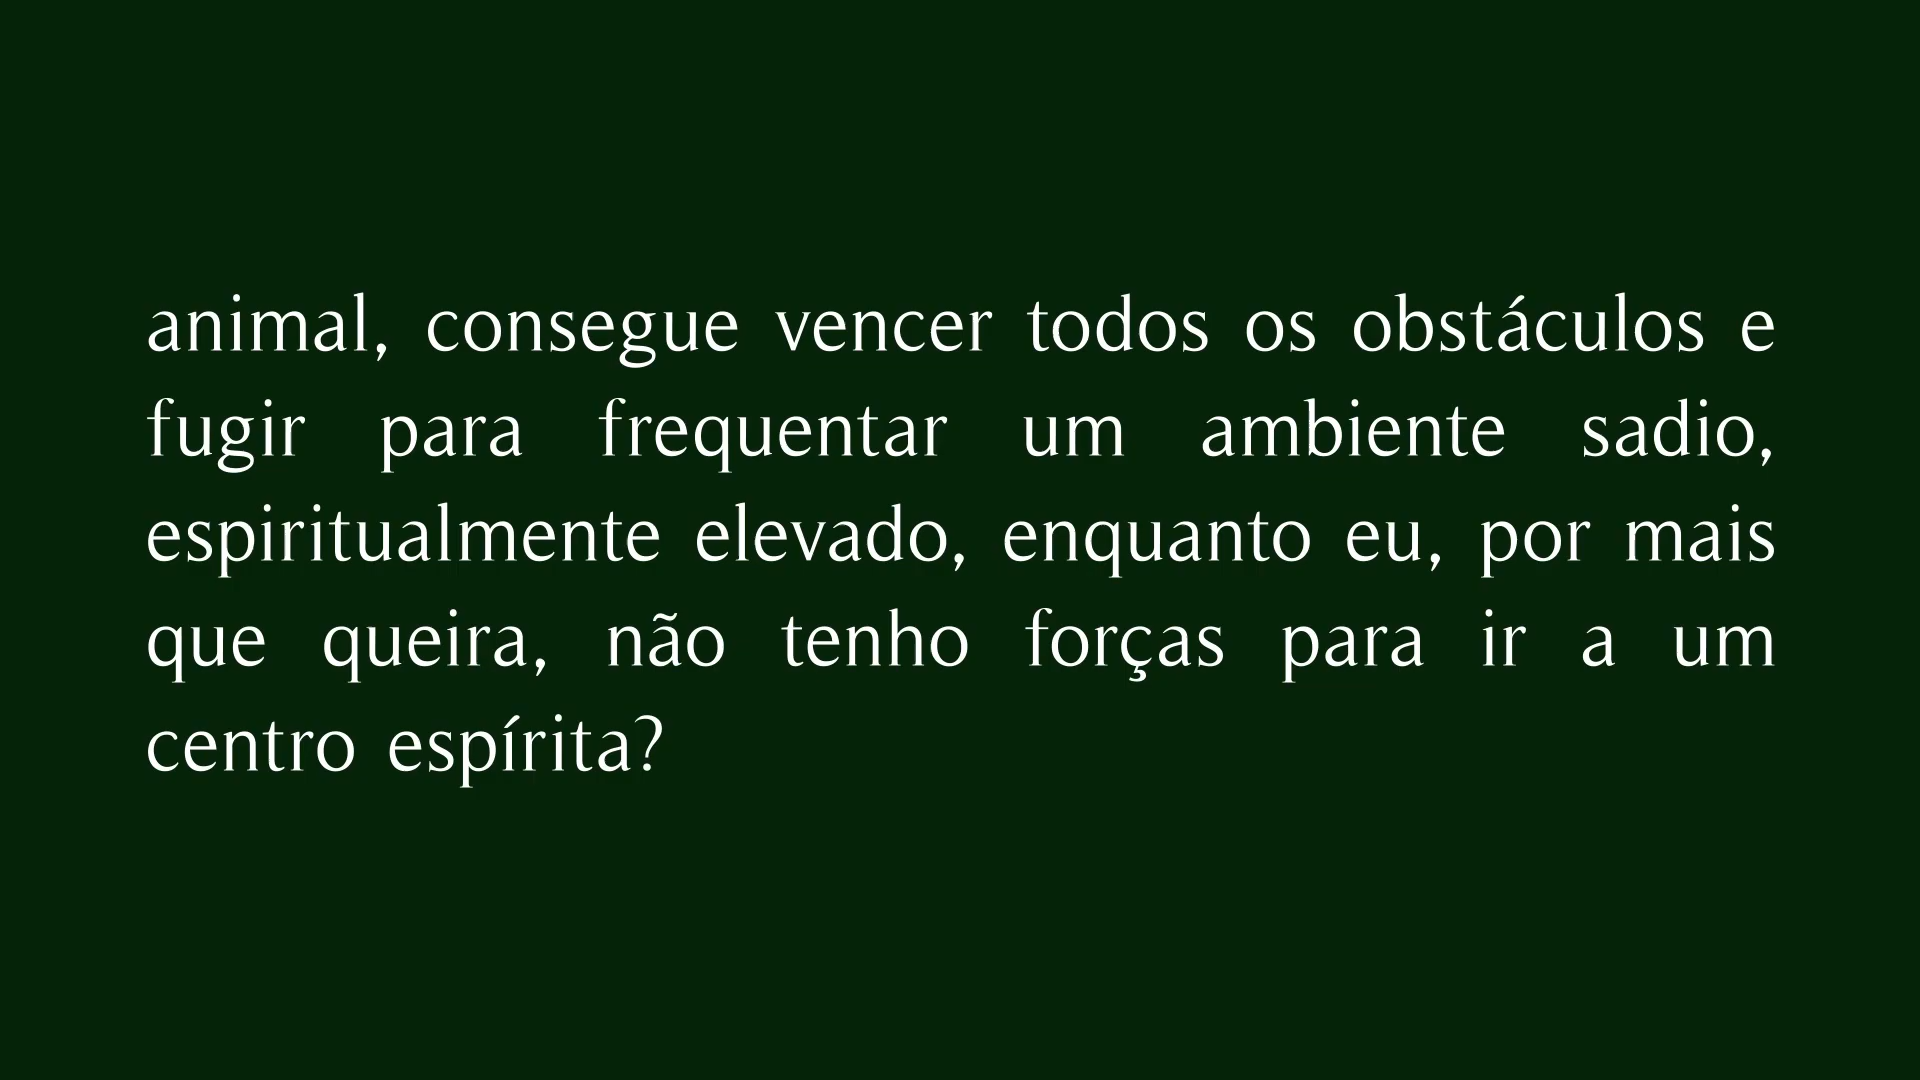 animal, consegue vencer todos os obstáculos e
fugir para frequentar um ambiente sadio,
espiritualmente elevado, enquanto eu, por mais
que queira, não tenho forças para ir a um
centro espírita?